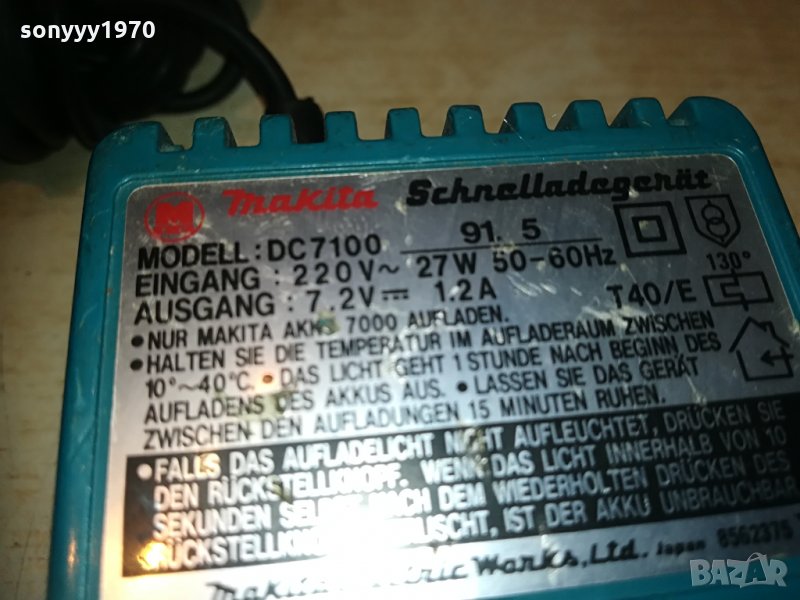 sonyyy1970
M Makita Schnelladegerät
MODELL: DC7100 91. 5
EINGANG: 220V~ 27W 50-60Hz
AUSGANG: 7.2V⎓ 1.2A
T40/E 130°
•NUR MAKITA AKKS 7000 AUFLADEN.
•HALTEN SIE DIE TEMPERATUR IM AUFLADERAUM ZWISCHEN
10°~40°C. •DAS LICHT GEHT 1 STUNDE NACH BEGINN DES
AUFLADENS DES AKKUS AUS. •LASSEN SIE DAS GERÄT
ZWISCHEN DEN AUFLADUNGEN 15 MINUTEN RUHEN.
•FALLS DAS AUFLADELICHT NICHT AUFLEUCHTET, DRÜCKEN SIE
DEN RÜCKSTELLKNOPF. WENN DAS LICHT INNERHALB VON 10
SEKUNDEN NACH DEM WIEDERHOLTEN DRÜCKEN DES
IST DER AKKU UNBRAUCHBAR
Makita Electric Works, Ltd. Japan 8562375
BAZAR